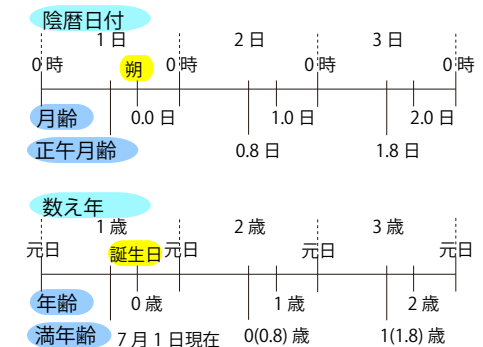 陰暦日付
1日 2日 3日
0時 朔 0時 0時 0時
月齢 0.0日 1.0日 2.0日
正午月齢 0.8日 1.8日
数え年
1歳 2歳 3歳
元日 誕生日 元日 元日 元日
年齢 0歳 1歳 2歳
満年齢 7月1日現在 0(0.8)歳 1(1.8)歳